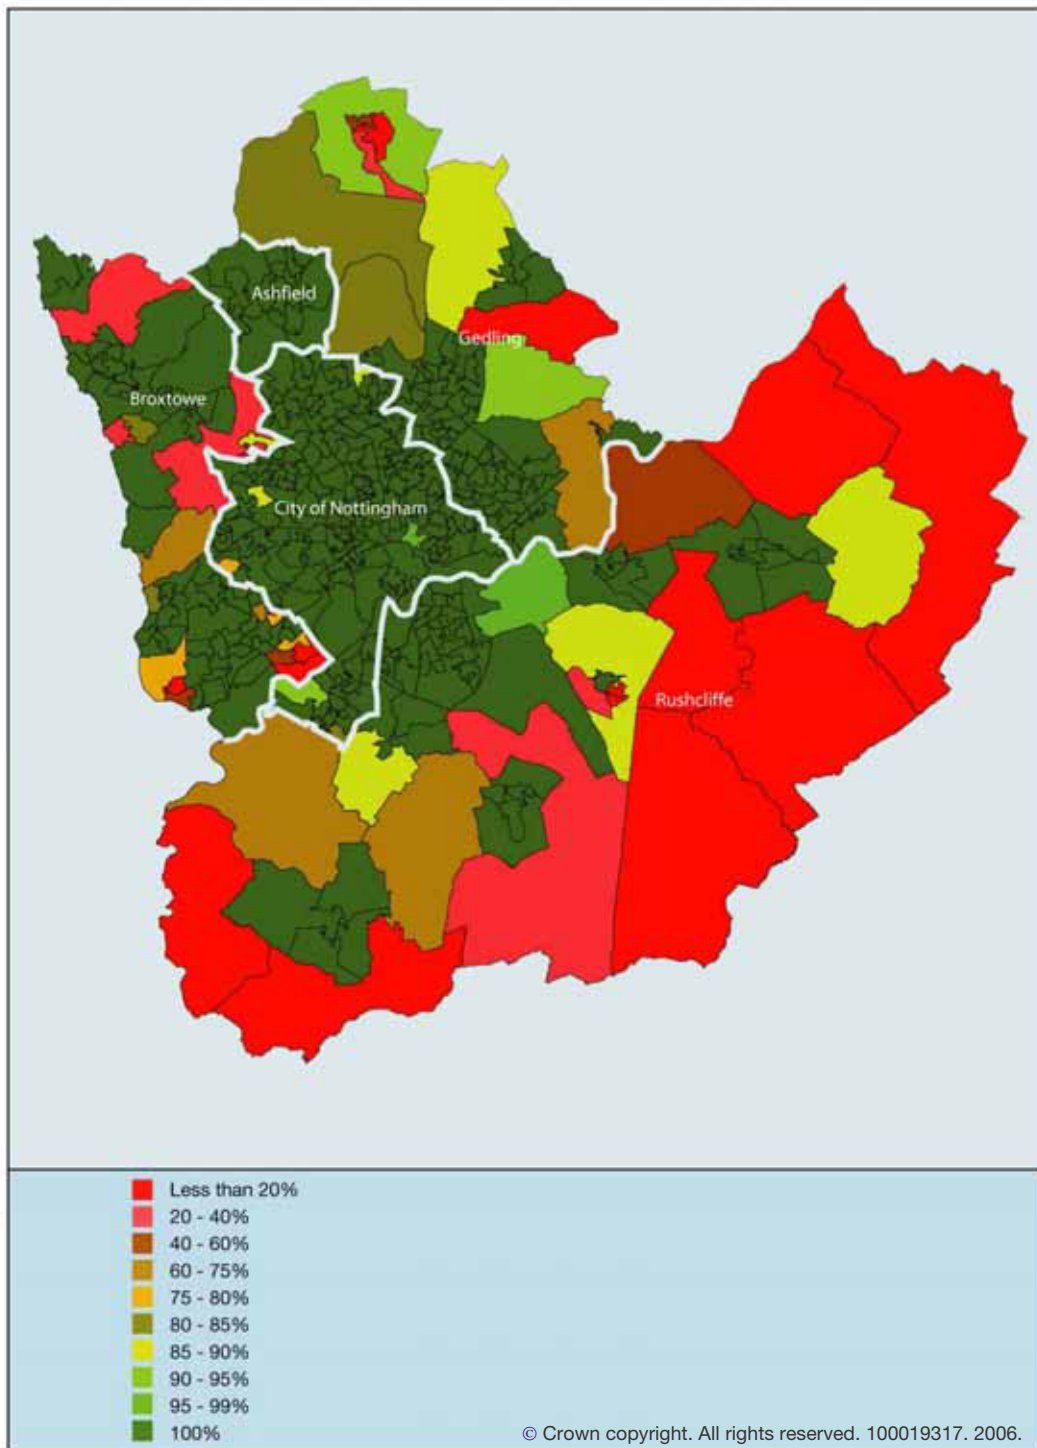 Ashfield
Gedling
Broxtowe
City of Nottingham
Rushcliffe
Less than 20%
20 - 40%
40 - 60%
60 - 75%
75 - 80%
80 - 85%
85 - 90%
90 - 95%
95 - 99%
100%
© Crown copyright. All rights reserved. 100019317. 2006.